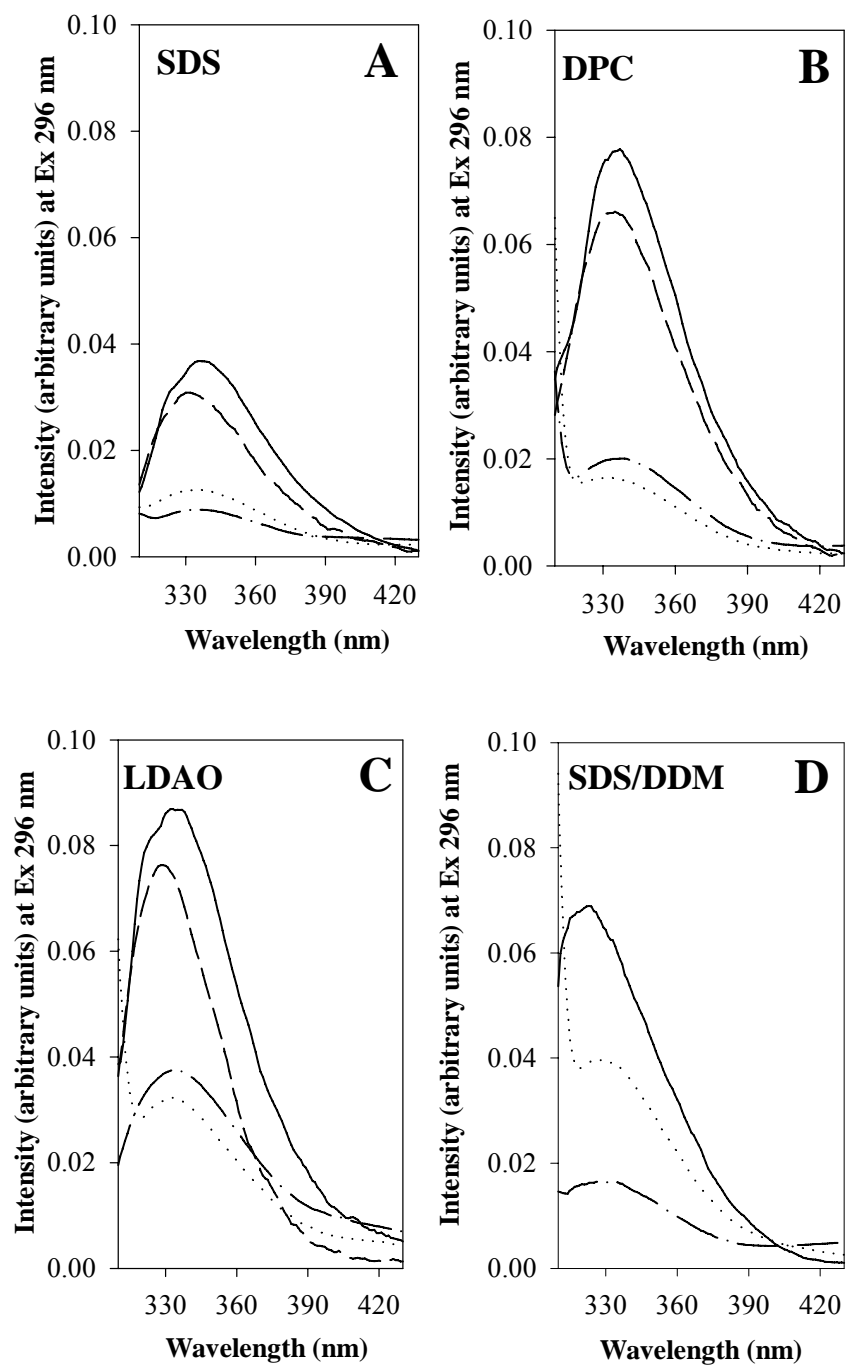 SDS
A
Intensity (arbitrary units) at Ex 296 nm
0.10
0.08
0.06
0.04
0.02
0.00
330 360 390 420
Wavelength (nm)
DPC
B
Intensity (arbitrary units) at Ex 296 nm
0.10
0.08
0.06
0.04
0.02
0.00
330 360 390 420
Wavelength (nm)
LDAO
C
Intensity (arbitrary units) at Ex 296 nm
0.10
0.08
0.06
0.04
0.02
0.00
330 360 390 420
Wavelength (nm)
SDS/DDM
D
Intensity (arbitrary units) at Ex 296 nm
0.10
0.08
0.06
0.04
0.02
0.00
330 360 390 420
Wavelength (nm)